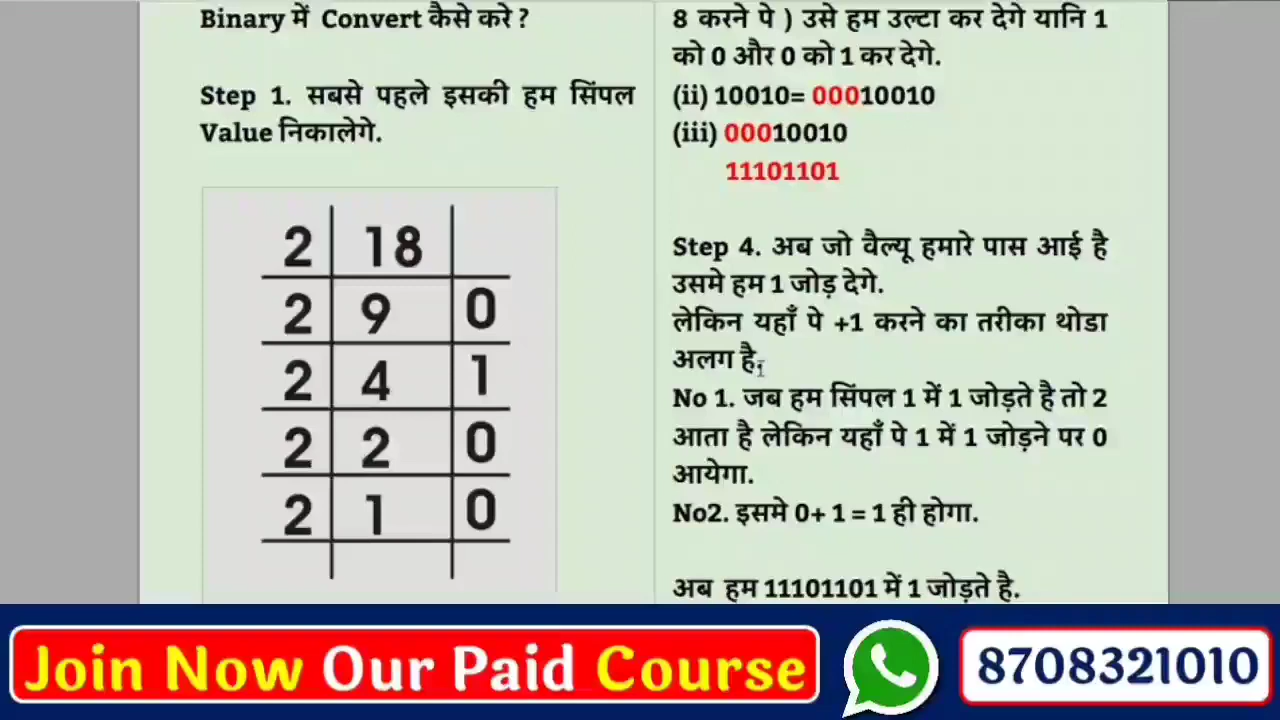 Binary में Convert कैसे करे ?
Step 1. सबसे पहले इसकी हम सिंपल
Value निकालेगे.
2 18
2 9 0
2 4 1
2 2 0
2 1 0
8 करने पे ) उसे हम उल्टा कर देगे यानि 1
को 0 और 0 को 1 कर देगे.
(ii) 10010= 00010010
(iii) 00010010
11101101
Step 4. अब जो वैल्यू हमारे पास आई है
उसमे हम 1 जोड़ देगे.
लेकिन यहाँ पे +1 करने का तरीका थोडा
अलग है,
No 1. जब हम सिंपल 1 में 1 जोड़ते है तो 2
आता है लेकिन यहाँ पे 1 में 1 जोड़ने पर 0
आयेगा.
No2. इसमे 0+ 1 = 1 ही होगा.
अब हम 11101101 में 1 जोड़ते है.
Join Now Our Paid Course
8708321010